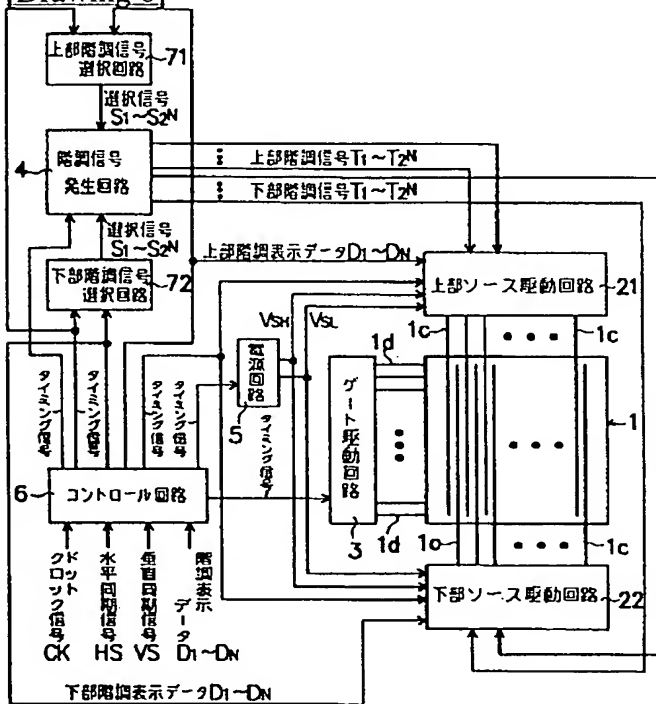 上部階調信号
選択回路
71
選択信号
S1~S2N
階調信号
発生回路
4
上部階調信号T1~T2N
下部階調信号T1~T2N
選択信号
S1~S2N
下部階調信号
選択回路
72
上部階調表示データD1~DN
上部ソース駆動回路
21
VSH
VSL
1c
1c
1d
電源回路
5
ゲート駆動回路
3
1
タイミング信号
タイミング信号
タイミング信号
タイミング信号
タイミング信号
コントロール回路
6
1d
1c
1c
下部ソース駆動回路
22
ドット
クロック信号
CK
水平同期信号
HS
垂直同期信号
VS
階調表示
データ
D1~DN
下部階調表示データD1~DN